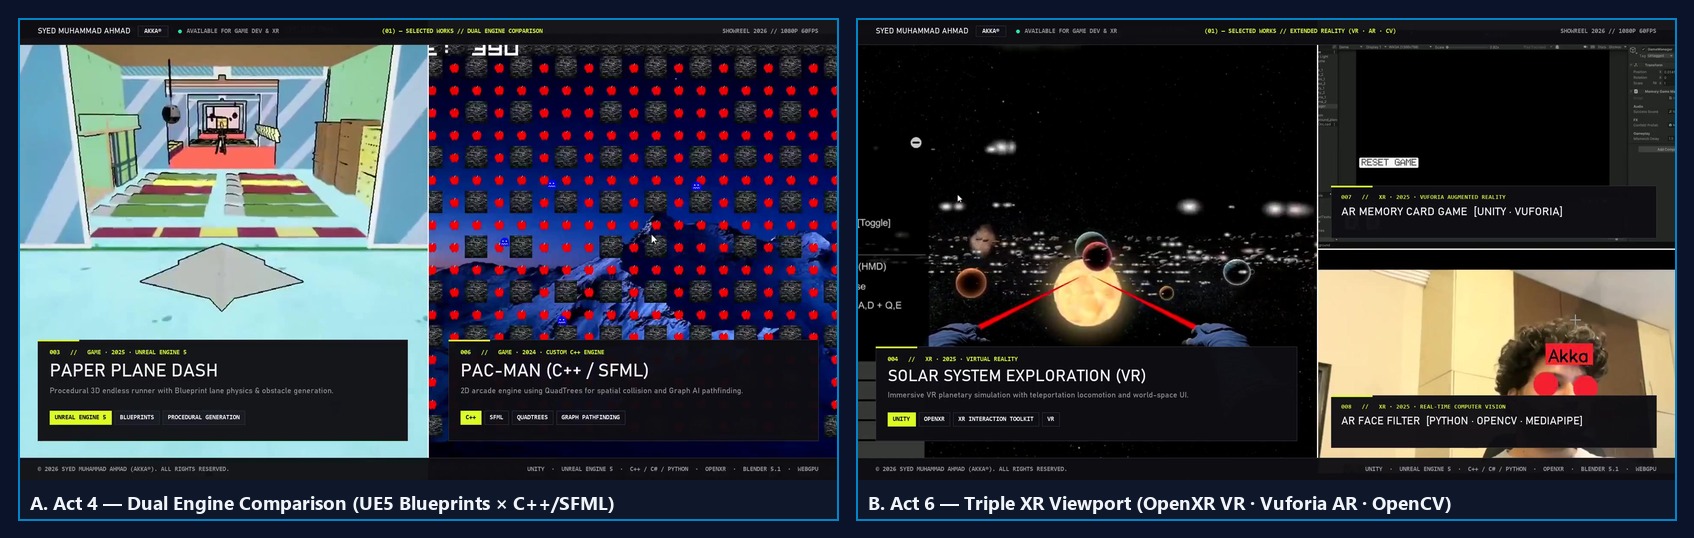 SYED MUHAMMAD AHMAD AKKA® AVAILABLE FOR GAME DEV & XR (01) — SELECTED WORKS // DUAL ENGINE COMPARISON SHOWREEL 2026 // 1080P 60FPS
003 // GAME · 2025 · UNREAL ENGINE 5
PAPER PLANE DASH
Procedural 3D endless runner with Blueprint lane physics & obstacle generation.
UNREAL ENGINE 5 BLUEPRINTS PROCEDURAL GENERATION
006 // GAME · 2024 · CUSTOM C++ ENGINE
PAC-MAN (C++ / SFML)
2D arcade engine using QuadTrees for spatial collision and Graph AI pathfinding.
C++ SFML QUADTREES GRAPH PATHFINDING
© 2026 SYED MUHAMMAD AHMAD (AKKA®). ALL RIGHTS RESERVED. UNITY · UNREAL ENGINE 5 · C++ / C# / PYTHON · OPENXR · BLENDER 5.1 · WEBGPU
A. Act 4 — Dual Engine Comparison (UE5 Blueprints × C++/SFML)
SYED MUHAMMAD AHMAD AKKA® AVAILABLE FOR GAME DEV & XR (01) — SELECTED WORKS // EXTENDED REALITY (VR · AR · CV) SHOWREEL 2026 // 1080P 60FPS
[Toggle]
(HMD)
se
A,D + Q,E
004 // XR · 2025 · VIRTUAL REALITY
SOLAR SYSTEM EXPLORATION (VR)
Immersive VR planetary simulation with teleportation locomotion and world-space UI.
UNITY OPENXR XR INTERACTION TOOLKIT VR
RESET GAME
007 // XR · 2025 · VUFORIA AUGMENTED REALITY
AR MEMORY CARD GAME [UNITY · VUFORIA]
Akka
008 // XR · 2025 · REAL-TIME COMPUTER VISION
AR FACE FILTER [PYTHON · OPENCV · MEDIAPIPE]
© 2026 SYED MUHAMMAD AHMAD (AKKA®). ALL RIGHTS RESERVED. UNITY · UNREAL ENGINE 5 · C++ / C# / PYTHON · OPENXR · BLENDER 5.1 · WEBGPU
B. Act 6 — Triple XR Viewport (OpenXR VR · Vuforia AR · OpenCV)